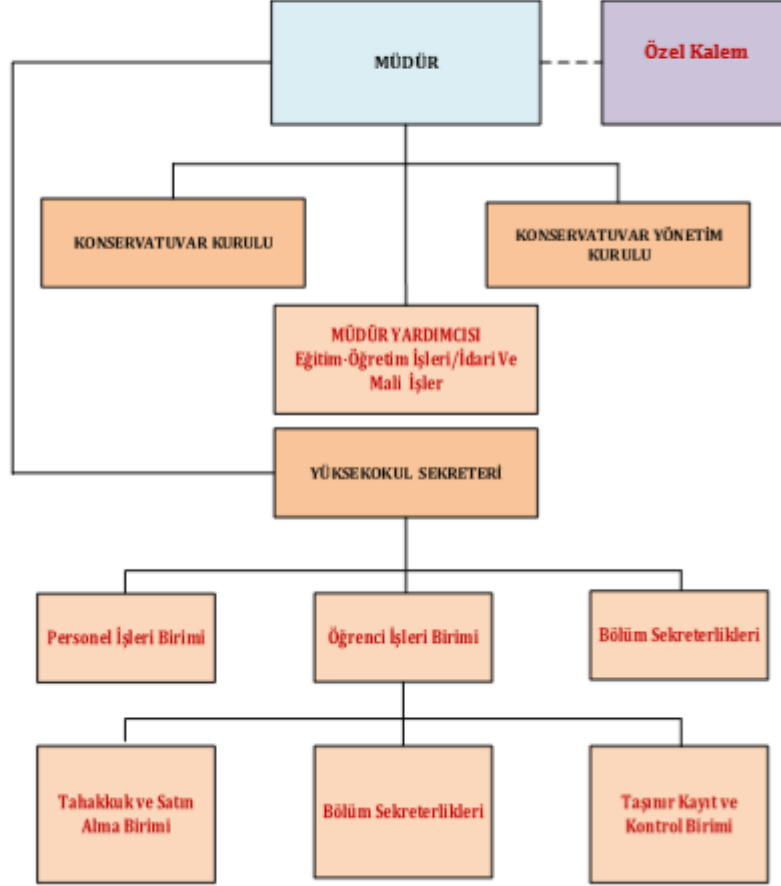 MÜDÜR
Özel Kalem
KONSERVATUVAR KURULU
KONSERVATUVAR YÖNETİM
KURULU
MÜDÜR YARDIMCISI
Eğitim-Öğretim İşleri/İdari Ve
Mali İşler
YÜKSEKOKUL SEKRETERİ
Personel İşleri Birimi
Öğrenci İşleri Birimi
Bölüm Sekreterlikleri
Tahakkuk ve Satın
Alma Birimi
Bölüm Sekreterlikleri
Taşınır Kayıt ve
Kontrol Birimi